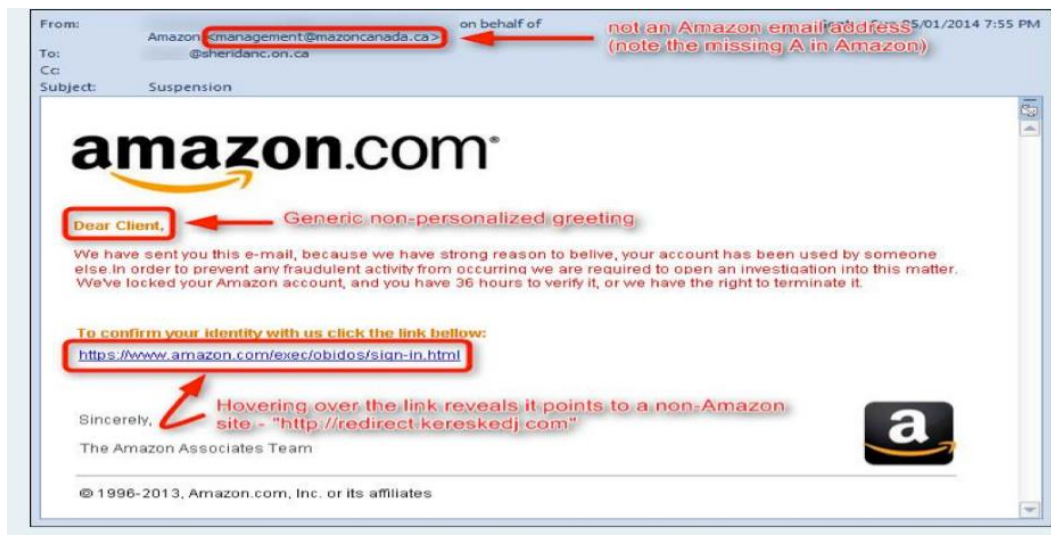 From: on behalf of
Amazon <management@mazoncanada.ca>
05/01/2014 7:55 PM
not an Amazon email address
(note the missing A in Amazon)
To: @sheridanc.on.ca
Cc:
Subject: Suspension
amazon.com®
Dear Client,
Generic non-personalized greeting
We have sent you this e-mail, because we have strong reason to belive, your account has been used by someone
else.In order to prevent any fraudulent activity from occurring we are required to open an investigation into this matter.
We've locked your Amazon account, and you have 36 hours to verify it, or we have the right to terminate it.
To confirm your identity with us click the link bellow:
https://www.amazon.com/exec/obidos/sign-in.html
Hovering over the link reveals it points to a non-Amazon
site - "http://redirect.kereskedj.com"
Sincerely,
The Amazon Associates Team
a
© 1996-2013, Amazon.com, Inc. or its affiliates